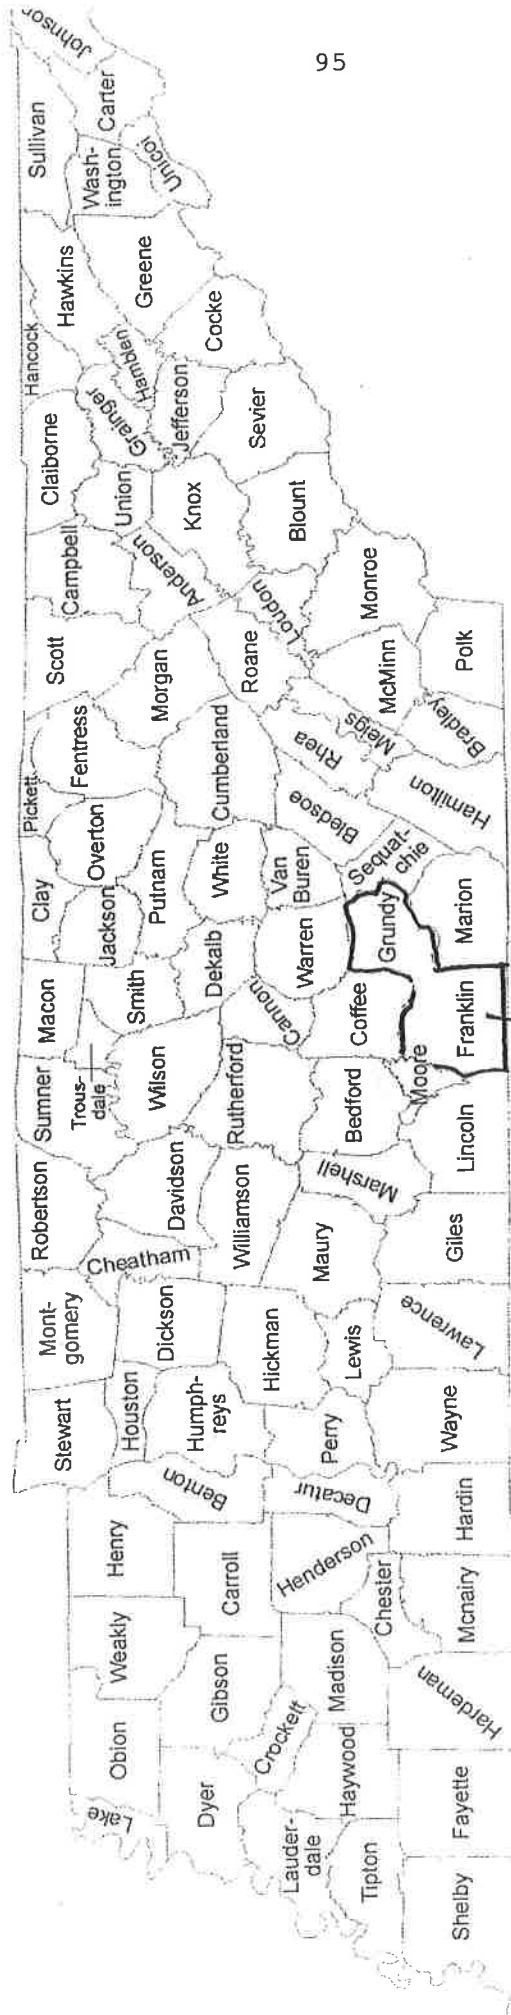 95
Johnson
Sullivan
Carter
Wash-
ington
Unicoi
Hawkins
Greene
Hancock
Hamblen
Cocke
Claiborne
Grainger
Jefferson
Sevier
Union
Knox
Blount
Campbell
Anderson
Loudon
Monroe
Scott
Morgan
Roane
McMinn
Polk
Fentress
Cumberland
Rhea
Meigs
Bradley
Pickett
Overton
Bledsoe
Hamilton
Clay
Jackson
Putnam
White
Van
Buren
Sequat-
chie
Grundy
Marion
Macon
Smith
Dekalb
Warren
Cannon
Coffee
Franklin
Moore
Sumner
Trous-
dale
Wilson
Rutherford
Bedford
Lincoln
Robertson
Davidson
Williamson
Marshell
Cheatham
Maury
Giles
Mont-
gomery
Dickson
Hickman
Lewis
Lawrence
Stewart
Houston
Humph-
reys
Perry
Wayne
Benton
Decatur
Hardin
Henry
Carroll
Henderson
Chester
Mcnairy
Weakly
Gibson
Madison
Hardeman
Obion
Crockett
Haywood
Fayette
Lake
Dyer
Lauder-
dale
Tipton
Shelby